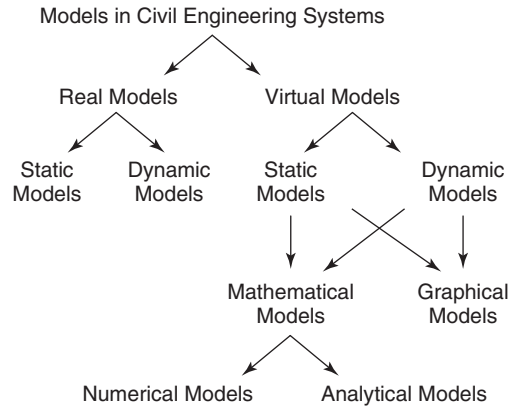 Models in Civil Engineering Systems
Real Models
Virtual Models
Static
Models
Dynamic
Models
Static
Models
Dynamic
Models
Mathematical
Models
Graphical
Models
Numerical Models
Analytical Models